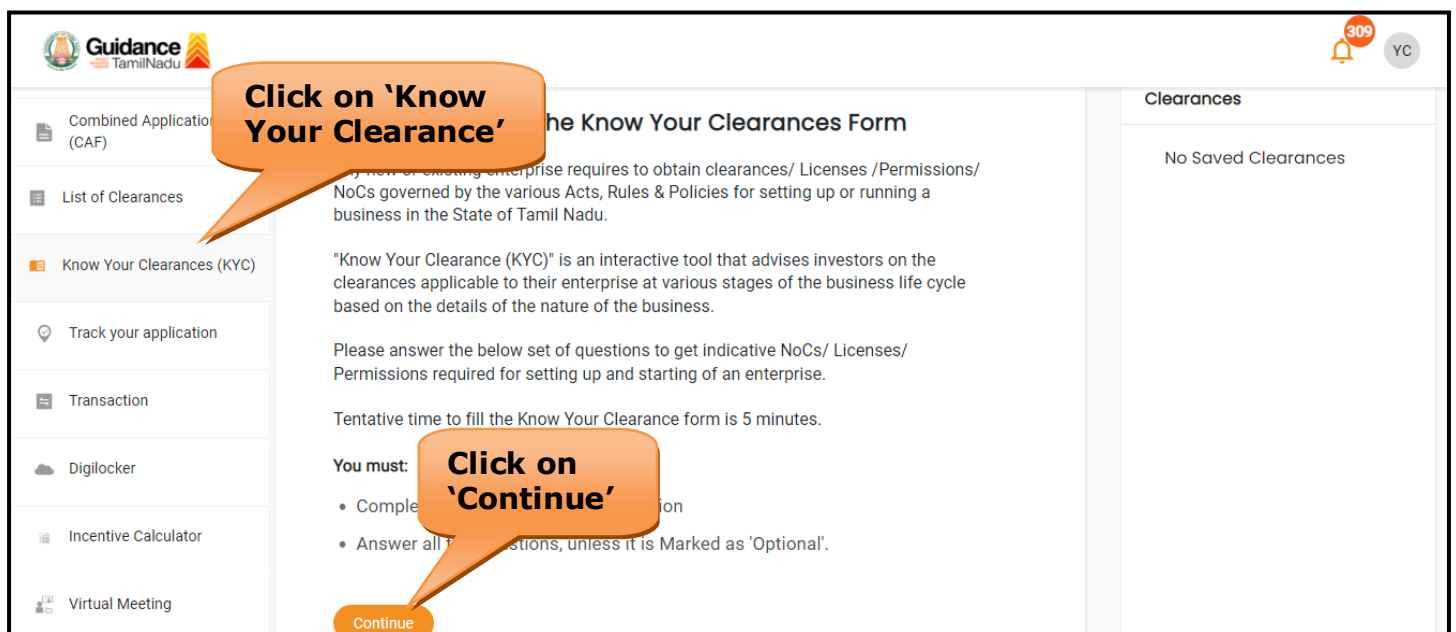 Guidance
TamilNadu
309
YC
Combined Application
(CAF)
List of Clearances
Know Your Clearances (KYC)
Track your application
Transaction
Digilocker
Incentive Calculator
Virtual Meeting
Click on ‘Know
Your Clearance’
he Know Your Clearances Form
new or existing enterprise requires to obtain clearances/ Licenses /Permissions/
NoCs governed by the various Acts, Rules & Policies for setting up or running a
business in the State of Tamil Nadu.
"Know Your Clearance (KYC)" is an interactive tool that advises investors on the
clearances applicable to their enterprise at various stages of the business life cycle
based on the details of the nature of the business.
Please answer the below set of questions to get indicative NoCs/ Licenses/
Permissions required for setting up and starting of an enterprise.
Tentative time to fill the Know Your Clearance form is 5 minutes.
You must:
Click on
‘Continue’
• Comple ion
• Answer all t stions, unless it is Marked as 'Optional'.
Continue
Clearances
No Saved Clearances